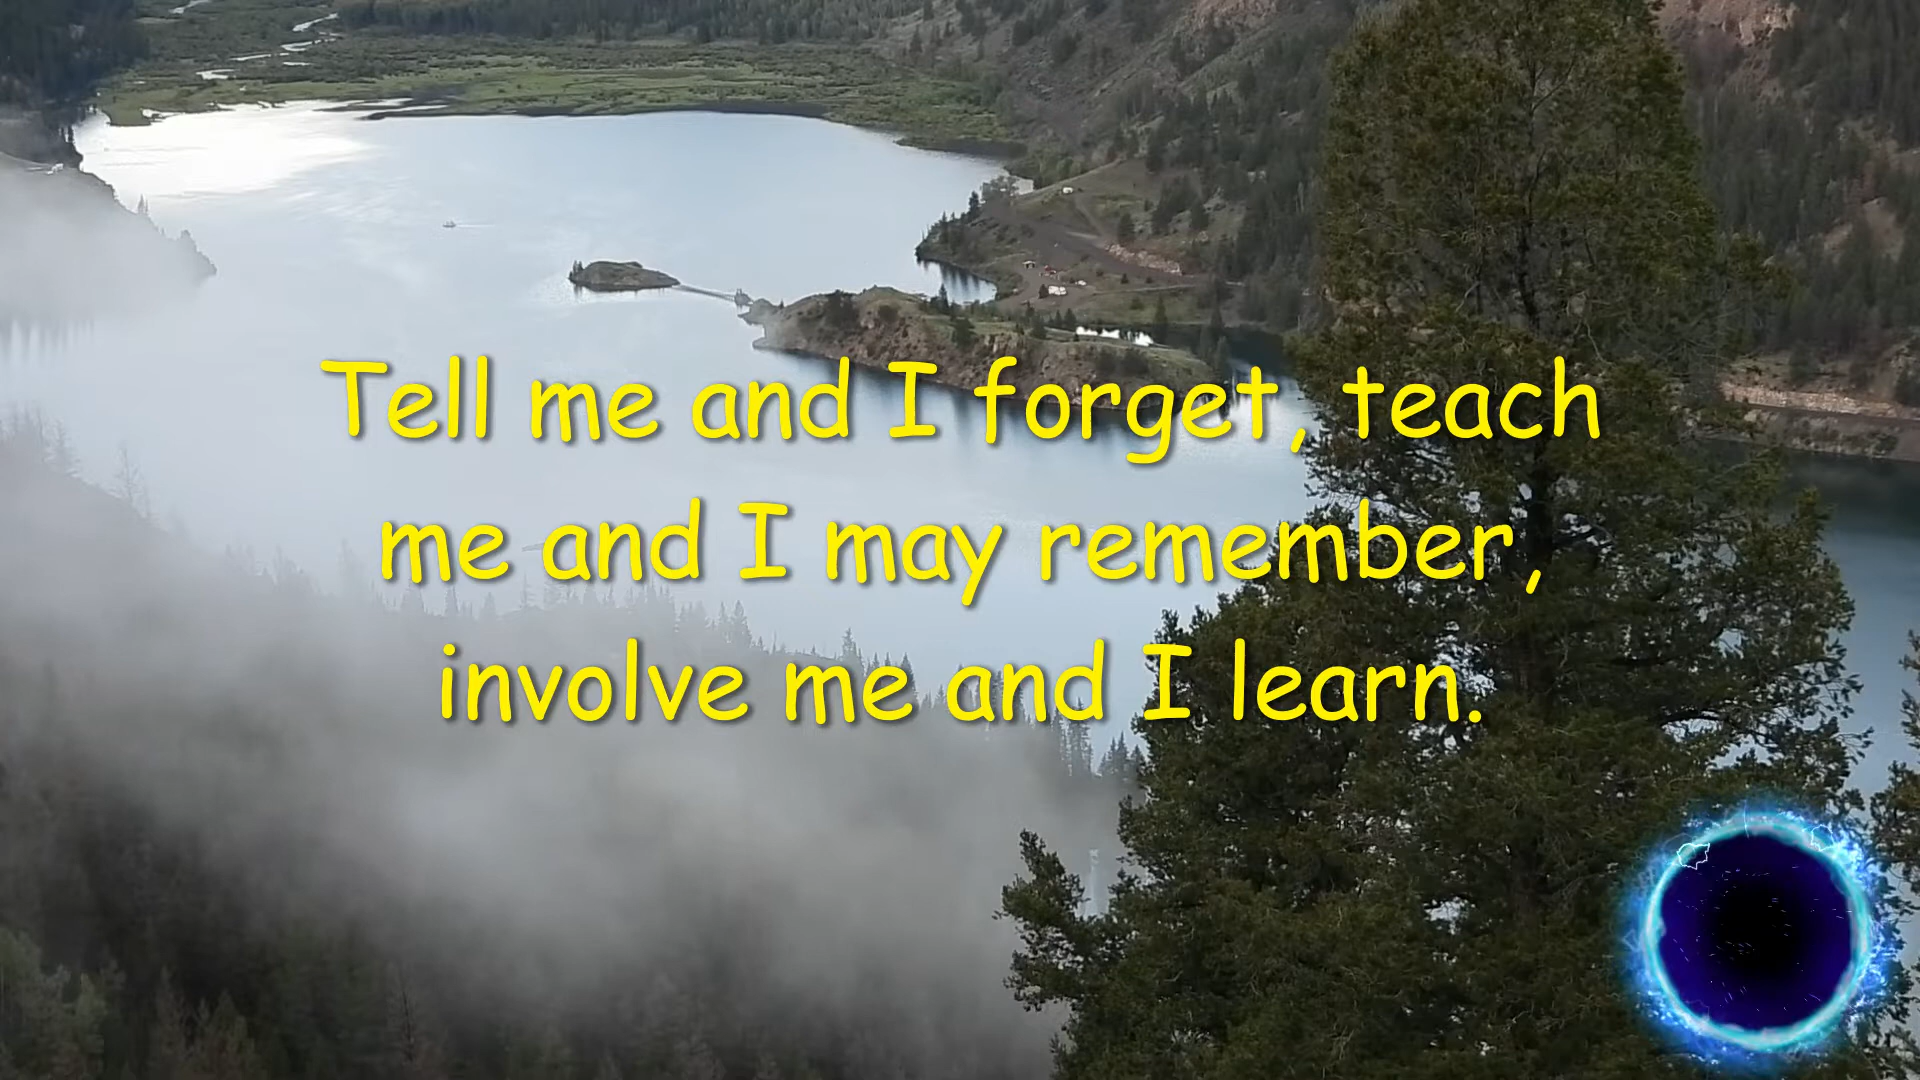 Tell me and I forget, teach
me and I may remember,
involve me and I learn.